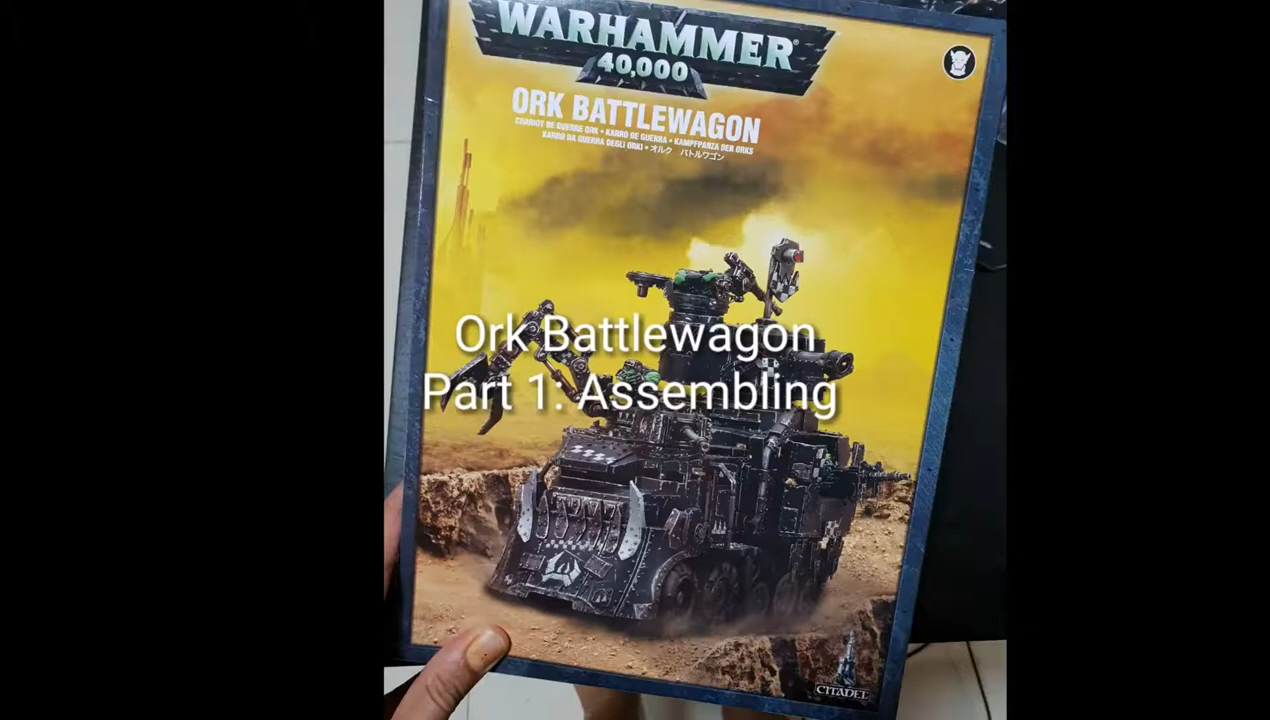 WARHAMMER®
40,000
ORK BATTLEWAGON
CHARIOT DE GUERRE ORK • KARRO DE GUERRA • KAMPFPANZA DER ORKS
KARRO DA GUERRA DEGLI ORKI • オルク バトルワゴン
Ork Battlewagon
Part 1: Assembling
CITADEL